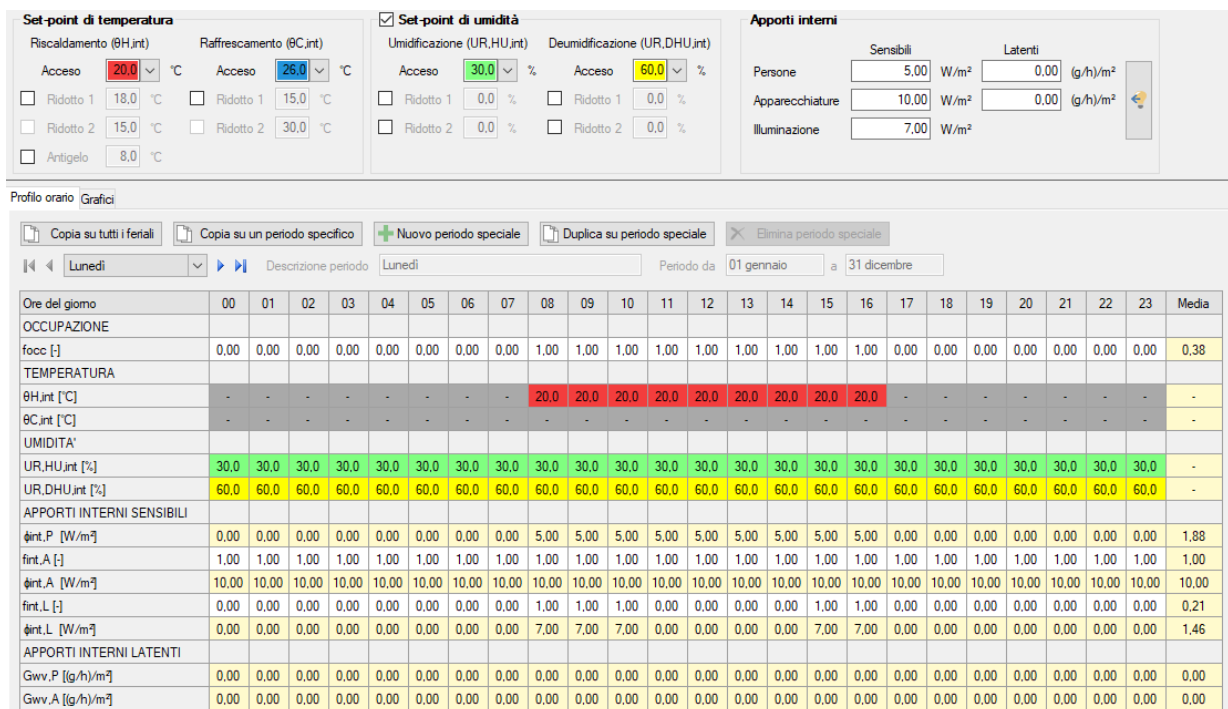 Set-point di temperatura
Riscaldamento (θH,int) Raffrescamento (θC,int)
Acceso 20,0 °C Acceso 26,0 °C
Ridotto 1 18,0 °C Ridotto 1 15,0 °C
Ridotto 2 15,0 °C Ridotto 2 30,0 °C
Antigelo 8,0 °C
Set-point di umidità
Umidificazione (UR,HU,int) Deumidificazione (UR,DHU,int)
Acceso 30,0 % Acceso 60,0 %
Ridotto 1 0,0 % Ridotto 1 0,0 %
Ridotto 2 0,0 % Ridotto 2 0,0 %
Apporti interni
Sensibili Latenti
Persone 5,00 W/m² 0,00 (g/h)/m²
Apparecchiature 10,00 W/m² 0,00 (g/h)/m²
Illuminazione 7,00 W/m²
Profilo orario Grafici
Copia su tutti i feriali Copia su un periodo specifico Nuovo periodo speciale Duplica su periodo speciale Elimina periodo speciale
Lunedì Descrizione periodo Lunedì Periodo da 01 gennaio a 31 dicembre
Ore del giorno 00 01 02 03 04 05 06 07 08 09 10 11 12 13 14 15 16 17 18 19 20 21 22 23 Media
OCCUPAZIONE
focc [-] 0,00 0,00 0,00 0,00 0,00 0,00 0,00 0,00 1,00 1,00 1,00 1,00 1,00 1,00 1,00 1,00 1,00 0,00 0,00 0,00 0,00 0,00 0,00 0,00 0,38
TEMPERATURA
θH,int [°C] - - - - - - - - 20,0 20,0 20,0 20,0 20,0 20,0 20,0 20,0 20,0 - - - - - - - -
θC,int [°C] - - - - - - - - - - - - - - - - - - - - - - - - -
UMIDITA'
UR,HU,int [%] 30,0 30,0 30,0 30,0 30,0 30,0 30,0 30,0 30,0 30,0 30,0 30,0 30,0 30,0 30,0 30,0 30,0 30,0 30,0 30,0 30,0 30,0 30,0 30,0 -
UR,DHU,int [%] 60,0 60,0 60,0 60,0 60,0 60,0 60,0 60,0 60,0 60,0 60,0 60,0 60,0 60,0 60,0 60,0 60,0 60,0 60,0 60,0 60,0 60,0 60,0 60,0 -
APPORTI INTERNI SENSIBILI
ϕint,P [W/m²] 0,00 0,00 0,00 0,00 0,00 0,00 0,00 0,00 5,00 5,00 5,00 5,00 5,00 5,00 5,00 5,00 5,00 0,00 0,00 0,00 0,00 0,00 0,00 0,00 1,88
fint,A [-] 1,00 1,00 1,00 1,00 1,00 1,00 1,00 1,00 1,00 1,00 1,00 1,00 1,00 1,00 1,00 1,00 1,00 1,00 1,00 1,00 1,00 1,00 1,00 1,00 1,00
ϕint,A [W/m²] 10,00 10,00 10,00 10,00 10,00 10,00 10,00 10,00 10,00 10,00 10,00 10,00 10,00 10,00 10,00 10,00 10,00 10,00 10,00 10,00 10,00 10,00 10,00 10,00 10,00
fint,L [-] 0,00 0,00 0,00 0,00 0,00 0,00 0,00 0,00 1,00 1,00 1,00 0,00 0,00 0,00 0,00 1,00 1,00 0,00 0,00 0,00 0,00 0,00 0,00 0,00 0,21
ϕint,L [W/m²] 0,00 0,00 0,00 0,00 0,00 0,00 0,00 0,00 7,00 7,00 7,00 0,00 0,00 0,00 0,00 7,00 7,00 0,00 0,00 0,00 0,00 0,00 0,00 0,00 1,46
APPORTI INTERNI LATENTI
Gwv,P [(g/h)/m²] 0,00 0,00 0,00 0,00 0,00 0,00 0,00 0,00 0,00 0,00 0,00 0,00 0,00 0,00 0,00 0,00 0,00 0,00 0,00 0,00 0,00 0,00 0,00 0,00 0,00
Gwv,A [(g/h)/m²] 0,00 0,00 0,00 0,00 0,00 0,00 0,00 0,00 0,00 0,00 0,00 0,00 0,00 0,00 0,00 0,00 0,00 0,00 0,00 0,00 0,00 0,00 0,00 0,00 0,00